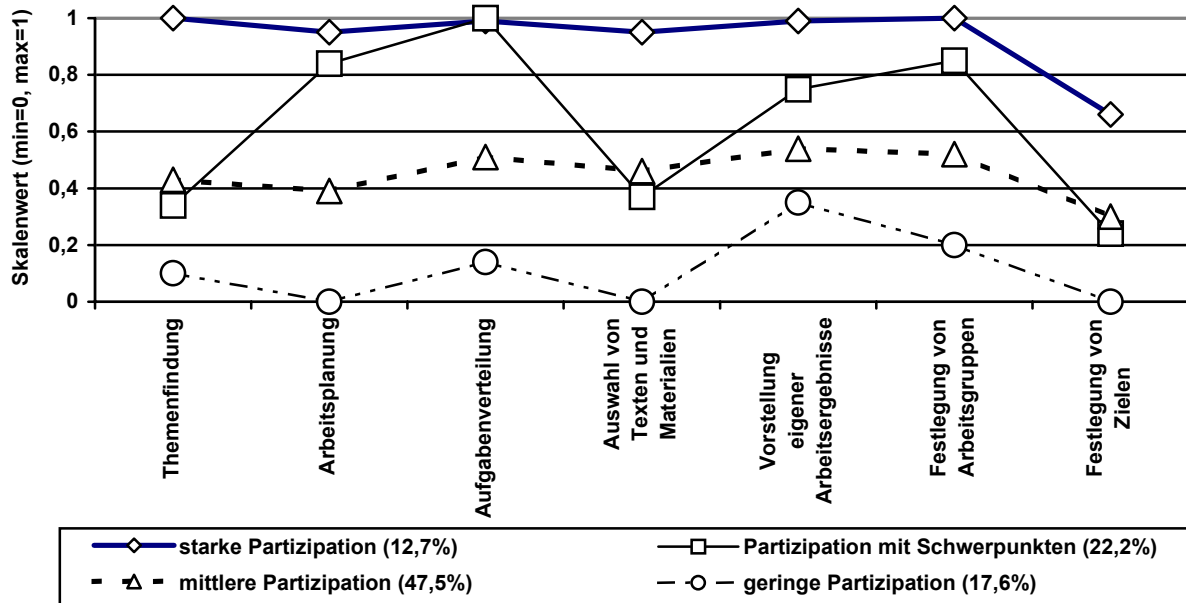 Skalenwert (min=0, max=1)
1
0,8
0,6
0,4
0,2
0
Themenfindung
Arbeitsplanung
Aufgabenverteilung
Auswahl von
Texten und
Materialien
Vorstellung
eigener
Arbeitsergebnisse
Festlegung von
Arbeitsgruppen
Festlegung von
Zielen
starke Partizipation (12,7%)
Partizipation mit Schwerpunkten (22,2%)
mittlere Partizipation (47,5%)
geringe Partizipation (17,6%)